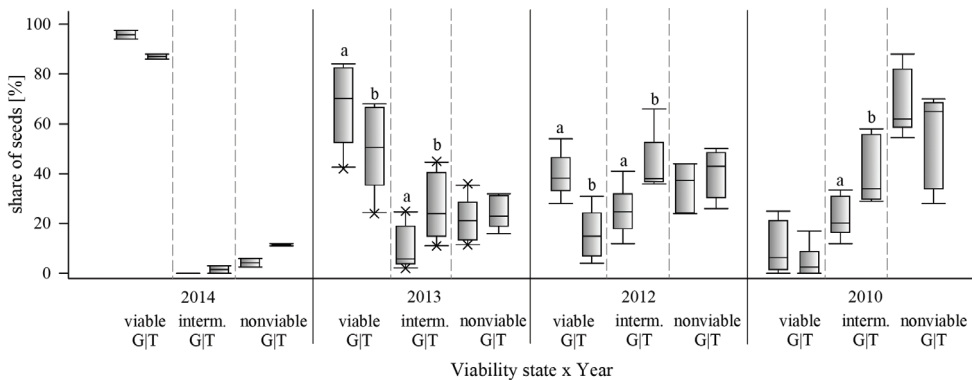 100
80
60
40
20
0
share of seeds [%]
a
b
a
b
a
b
a
b
a
b
2014
2013
2012
2010
viable interm. nonviable viable interm. nonviable viable interm. nonviable viable interm. nonviable
G|T G|T G|T G|T G|T G|T G|T G|T G|T G|T G|T G|T
Viability state x Year